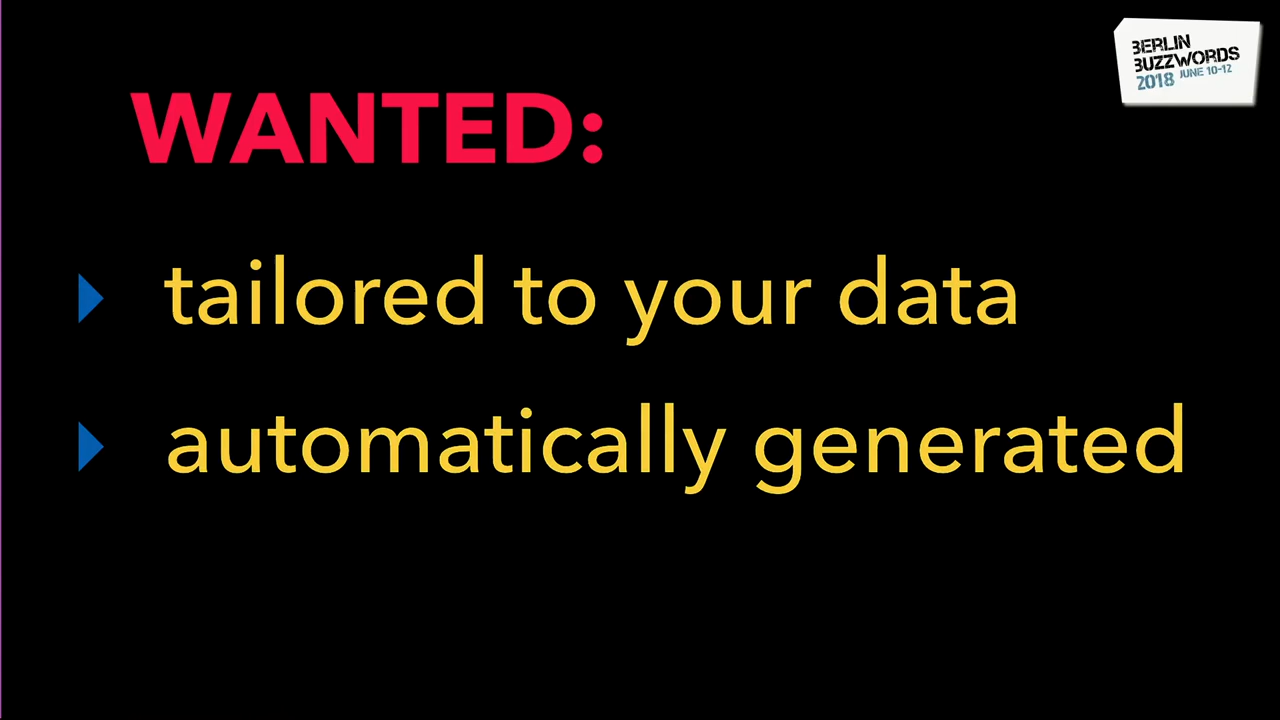 BERLIN
BUZZWORDS
2018 JUNE 10-12
WANTED:
tailored to your data
automatically generated